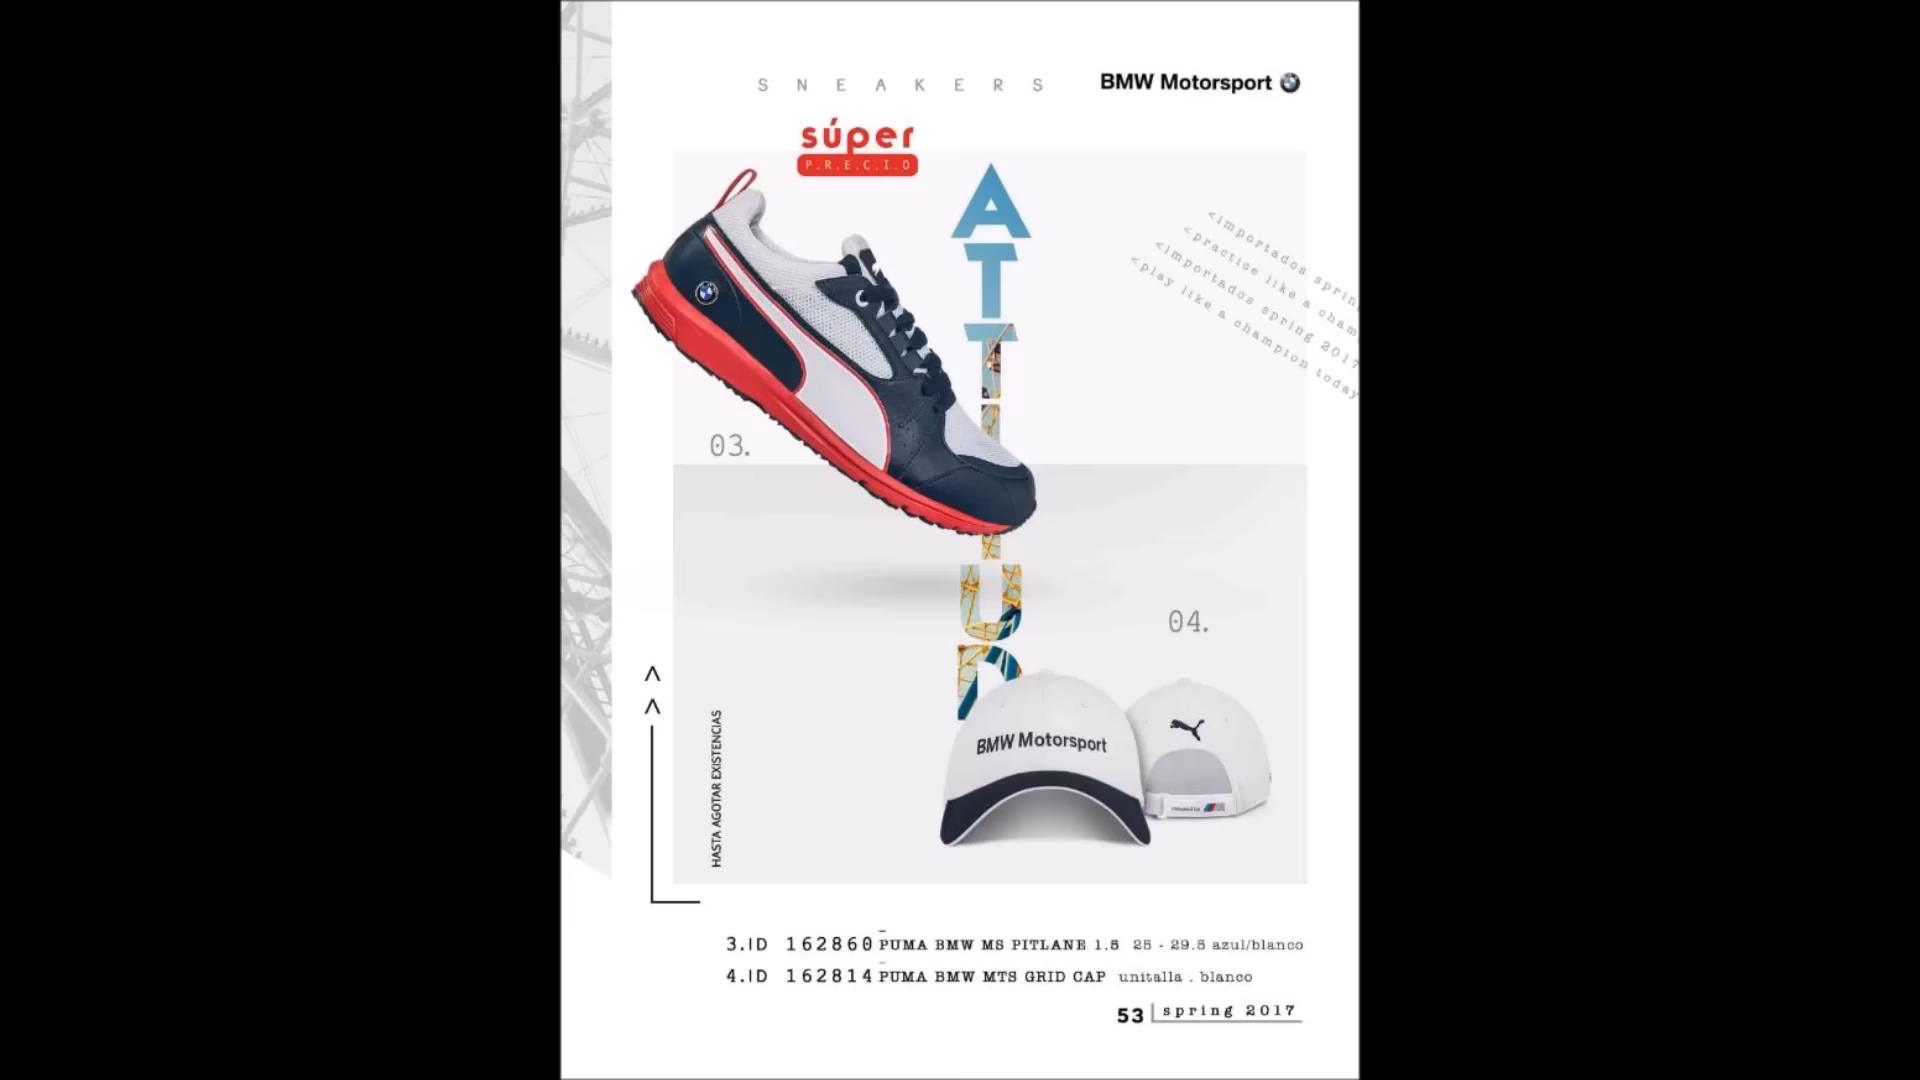 SNEAKERS
BMW Motorsport
súper
P.R.E.C.I.O
ATTITUD
<importados sprin
<practice like a cham
<importados spring 2017
<play like a champion today
03.
04.
BMW Motorsport
HASTA AGOTAR EXISTENCIAS
3.ID 162860 PUMA BMW MS PITLANE 1.5 25 - 29.5 azul/blanco
4.ID 162814 PUMA BMW MTS GRID CAP unitalla . blanco
53 spring 2017